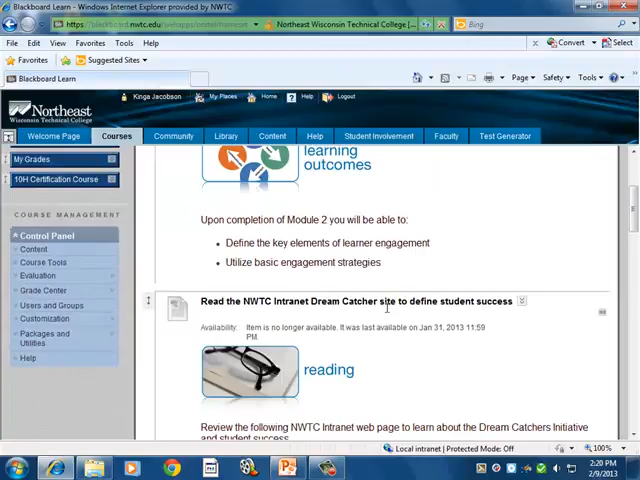 Blackboard Learn - Windows Internet Explorer provided by NWTC
https://blackboard.nwtc.edu/webapps/portal/frameset
Northeast Wisconsin Technical College [...
Bing
File Edit View Favorites Tools Help
Convert Select
Favorites Suggested Sites
Blackboard Learn
Page Safety Tools
Kinga Jacobson My Places Home Help Logout
Northeast
WISCONSIN TECHNICAL COLLEGE
Welcome Page Courses Community Library Content Help Student Involvement Faculty Test Generator
My Grades
10H Certification Course
COURSE MANAGEMENT
Control Panel
Content
Course Tools
Evaluation
Grade Center
Users and Groups
Customization
Packages and
Utilities
Help
learning
outcomes
Upon completion of Module 2 you will be able to:
Define the key elements of learner engagement
Utilize basic engagement strategies
Read the NWTC Intranet Dream Catcher site to define student success
Availability: Item is no longer available. It was last available on Jan 31, 2013 11:59
PM.
reading
Review the following NWTC Intranet web page to learn about the Dream Catchers Initiative
and student success
Local intranet | Protected Mode: Off
100%
2:20 PM
2/9/2013